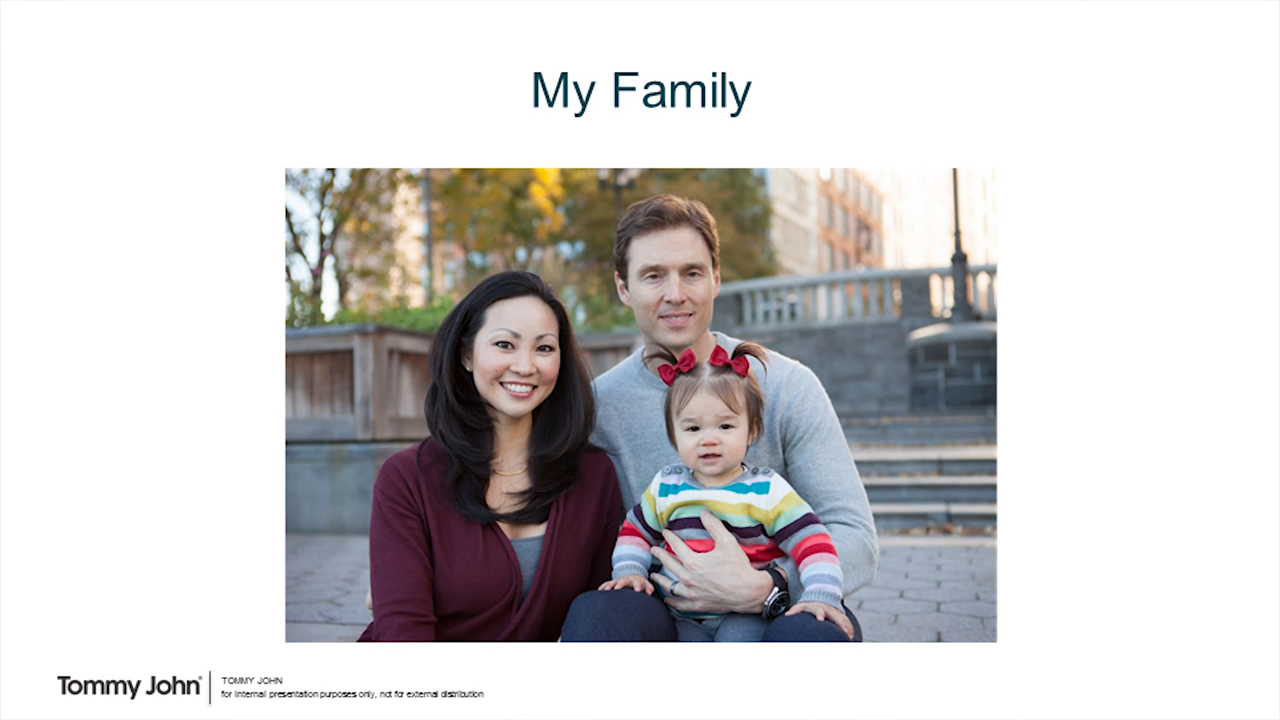 My Family
Tommy John®
TOMMY JOHN
for internal presentation purposes only, not for external distribution